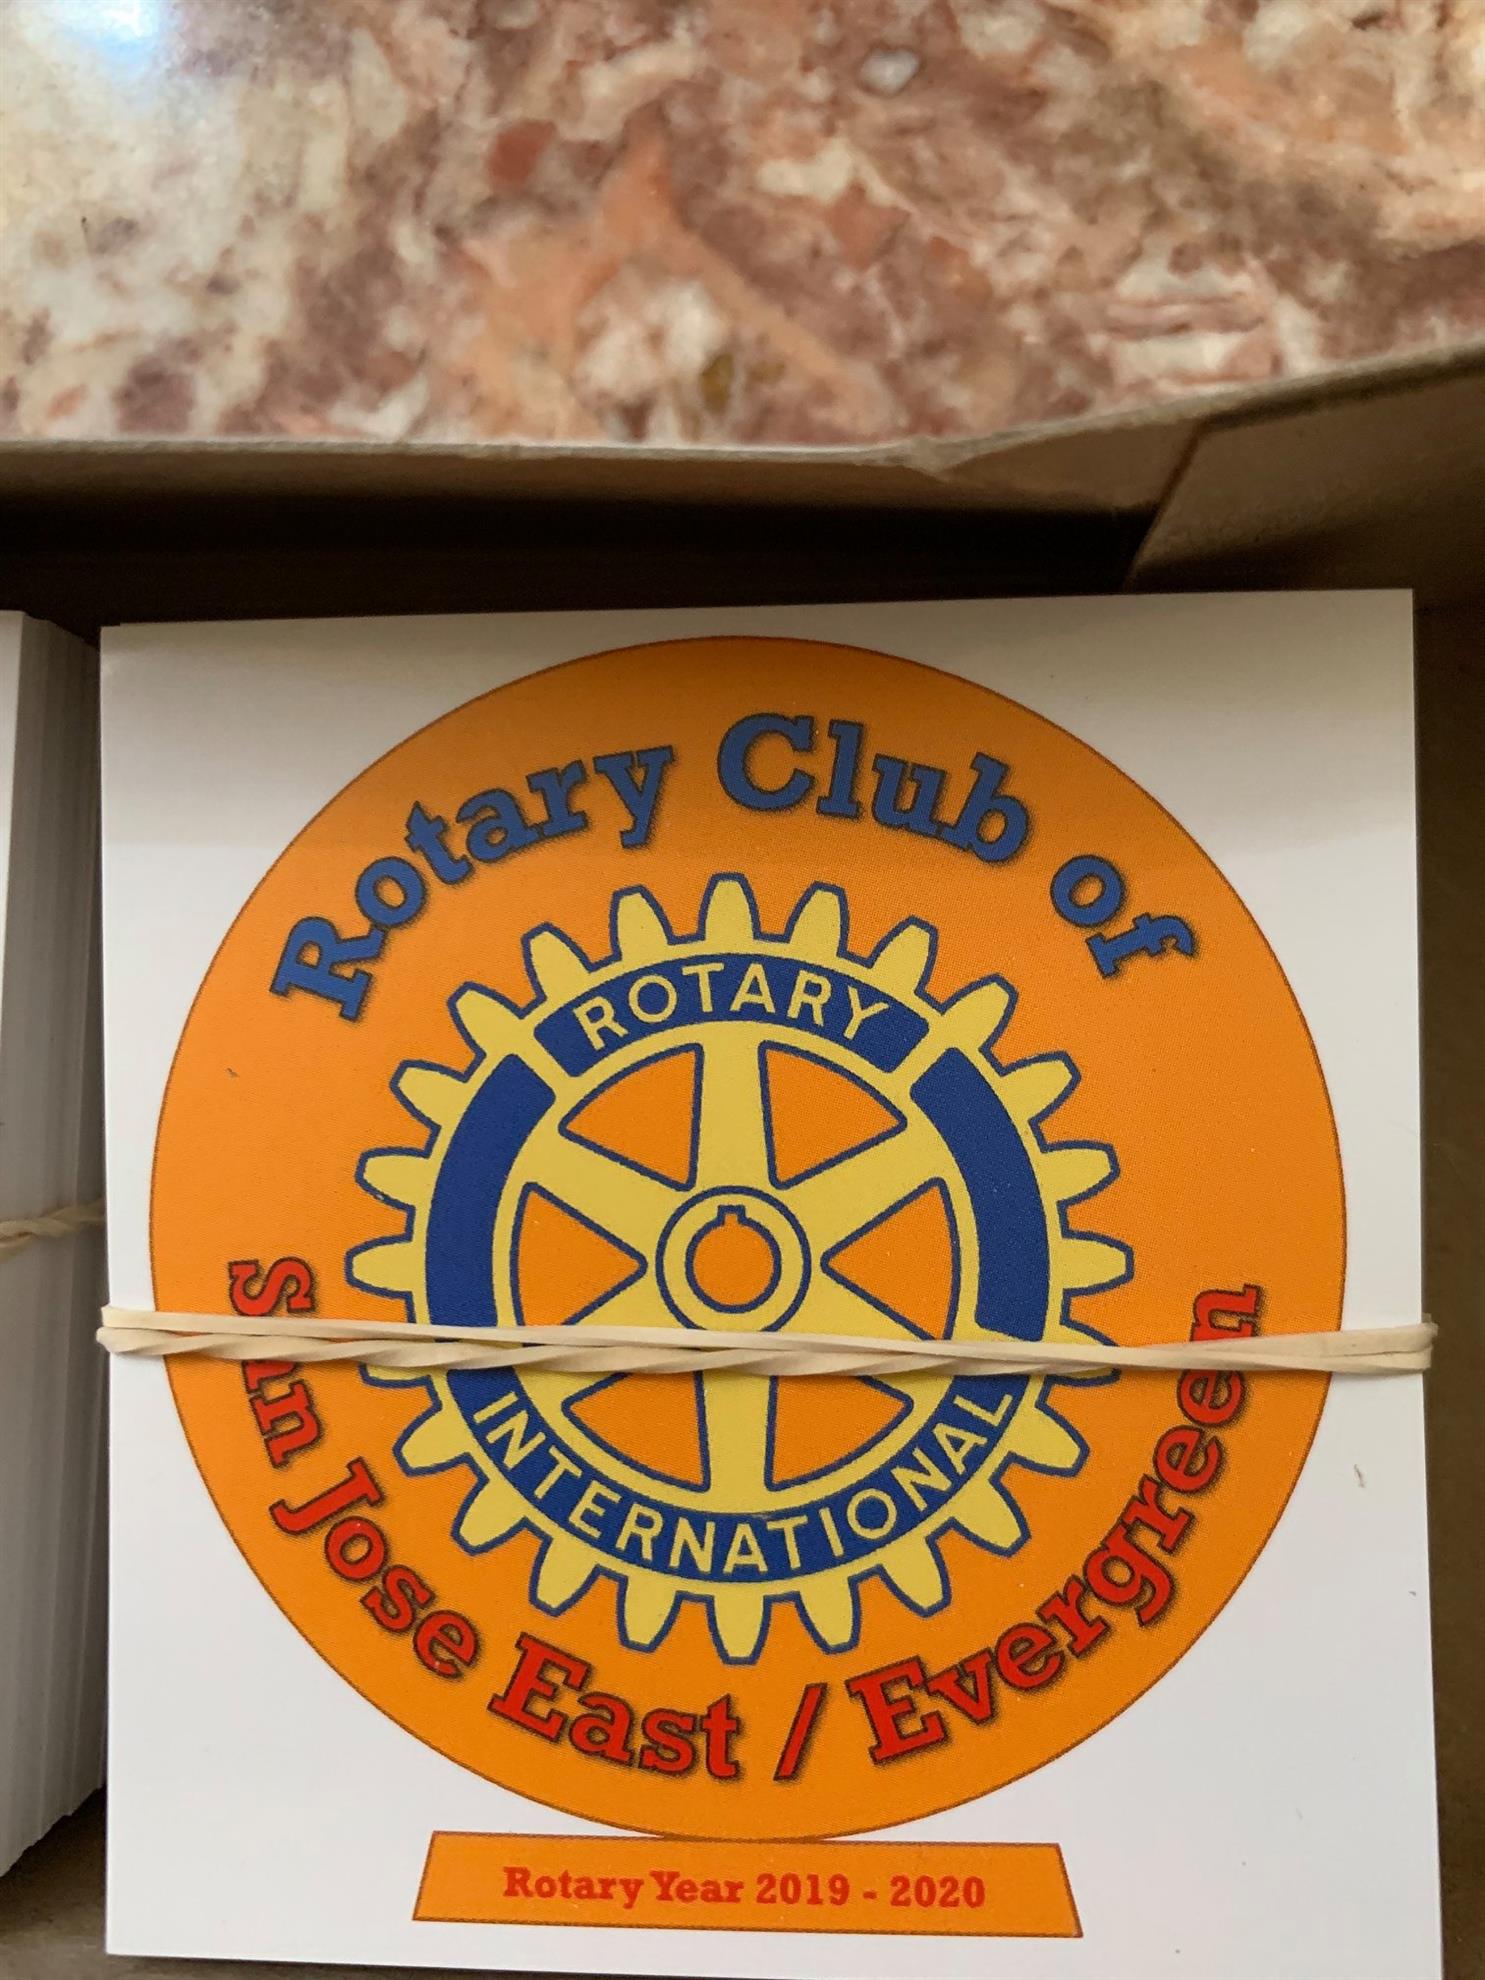 Rotary Club of
ROTARY
INTERNATIONAL
San Jose East / Evergreen
Rotary Year 2019 - 2020